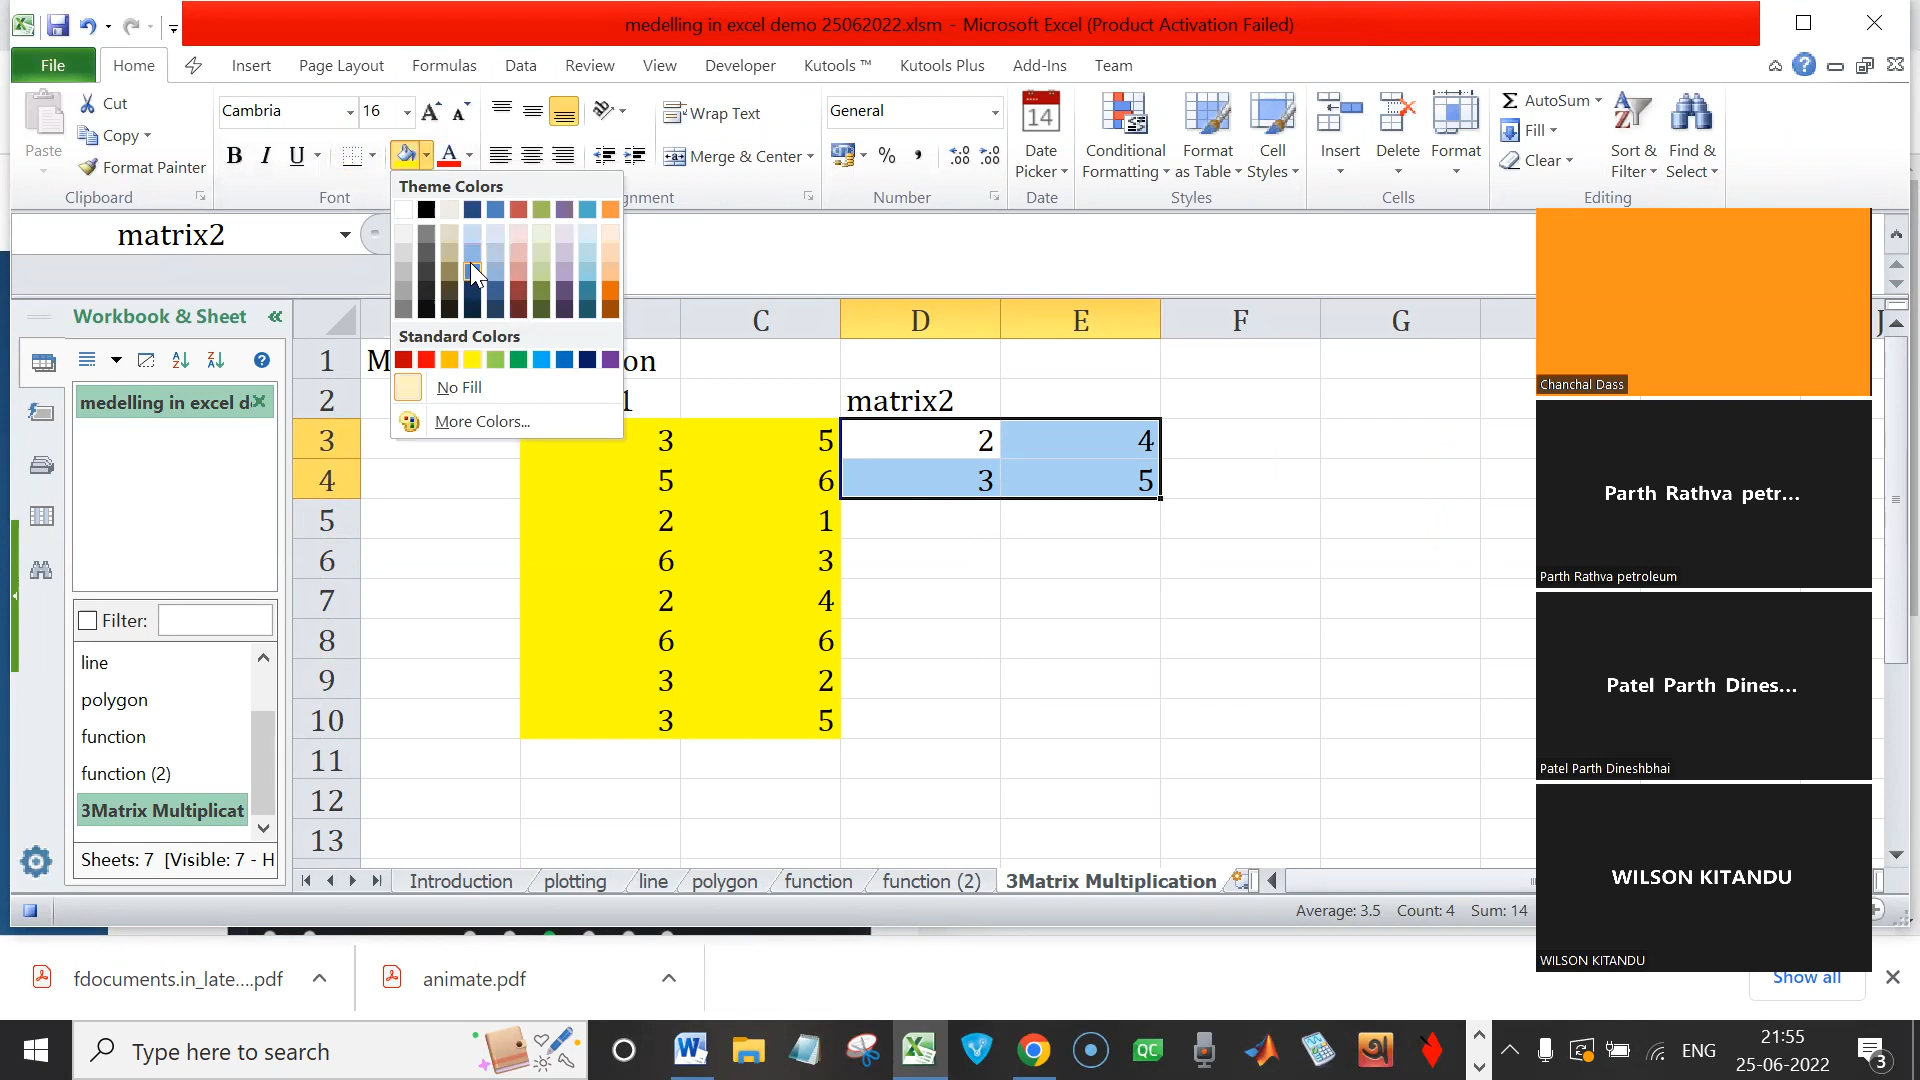 medelling in excel demo 25062022.xlsm - Microsoft Excel (Product Activation Failed)
File Home Insert Page Layout Formulas Data Review View Developer Kutools ™ Kutools Plus Add-Ins Team
Paste
Cut
Copy
Format Painter
Clipboard
Cambria 16
B I U A
Font
Wrap Text
Merge & Center
General
% ,
Number
14
Date Picker
Date
Conditional Formatting
Format as Table
Cell Styles
Styles
Insert
Delete
Format
Cells
Σ AutoSum
Fill
Clear
Sort & Filter
Find & Select
Editing
matrix2
Theme Colors
Standard Colors
No Fill
More Colors...
Workbook & Sheet
medelling in excel d
Filter:
line
polygon
function
function (2)
3Matrix Multiplicat
Sheets: 7 [Visible: 7 - H
C D E F G J
1 M on
2 1 matrix2
3 3 5 2 4
4 5 6 3 5
5 2 1
6 6 3
7 2 4
8 6 6
9 3 2
10 3 5
11
12
13
Introduction plotting line polygon function function (2) 3Matrix Multiplication
Average: 3.5 Count: 4 Sum: 14
Chanchal Dass
Parth Rathva petr...
Parth Rathva petroleum
Patel Parth Dines...
Patel Parth Dineshbhai
WILSON KITANDU
WILSON KITANDU
fdocuments.in_late....pdf
animate.pdf
Show all
Type here to search
QC
ENG
21:55
25-06-2022
3